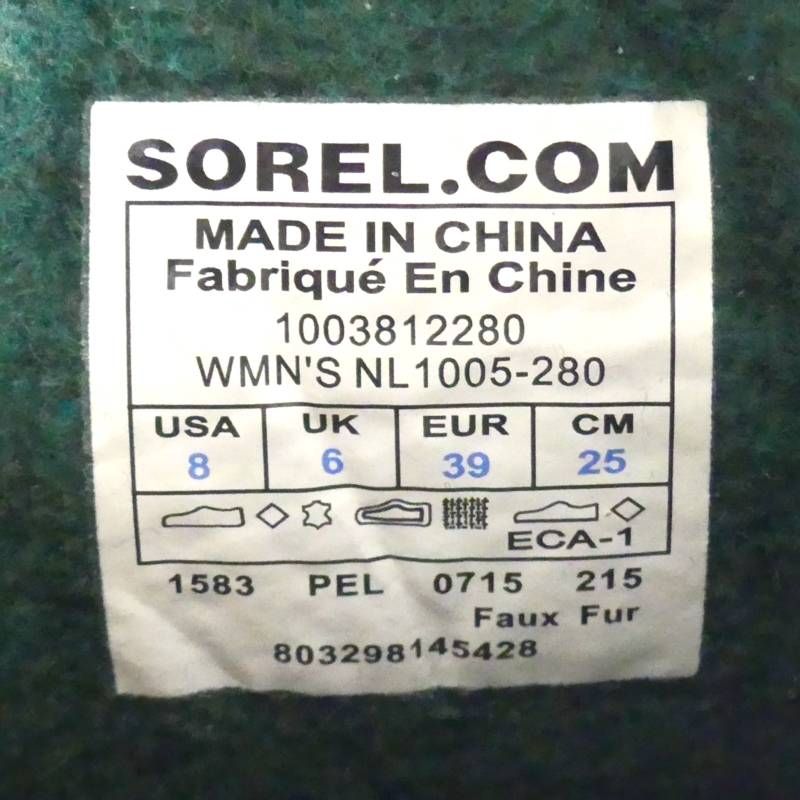 SOREL.COM
MADE IN CHINA
Fabriqué En Chine
1003812280
WMN'S NL1005-280
USA UK EUR CM
8 6 39 25
ECA-1
1583 PEL 0715 215
Faux Fur
803298145428